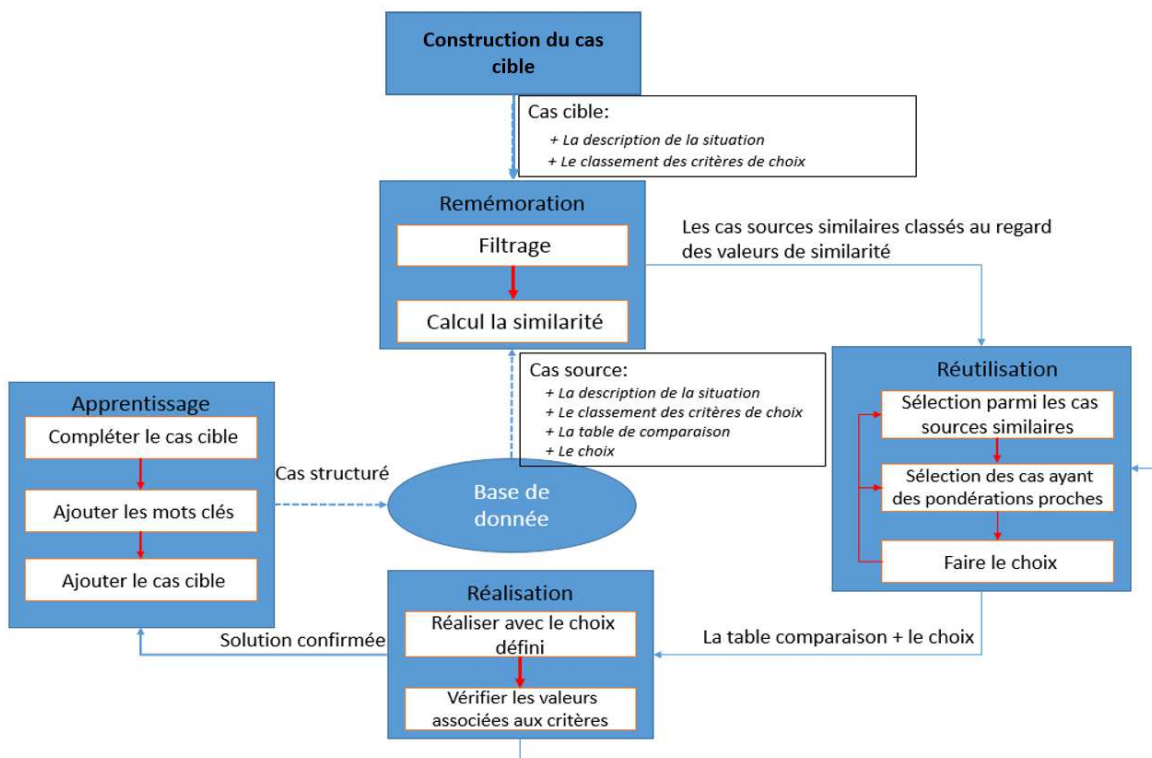 Construction du cas
cible
Cas cible:
+ La description de la situation
+ Le classement des critères de choix
Remémoration
Filtrage
Calcul la similarité
Les cas sources similaires classés au regard
des valeurs de similarité
Réutilisation
Sélection parmi les cas
sources similaires
Sélection des cas ayant
des pondérations proches
Faire le choix
Cas source:
+ La description de la situation
+ Le classement des critères de choix
+ La table de comparaison
+ Le choix
Apprentissage
Compléter le cas cible
Ajouter les mots clés
Ajouter le cas cible
Cas structuré
Base de
donnée
Réalisation
Réaliser avec le choix
défini
Vérifier les valeurs
associées aux critères
Solution confirmée
La table comparaison + le choix